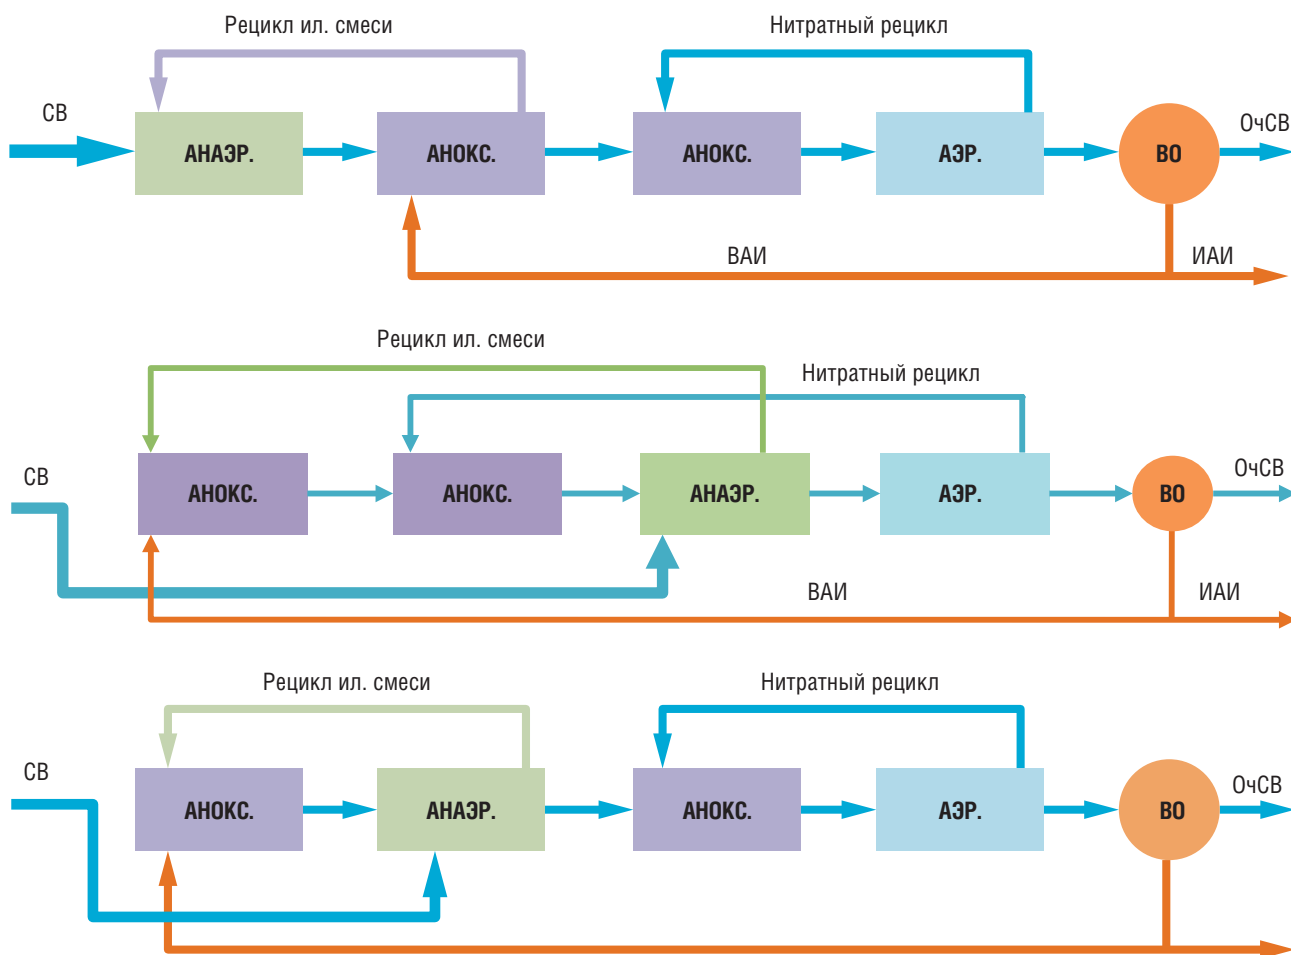 Рецикл ил. смеси
Нитратный рецикл
СВ
ОчСВ
АНАЭР.
АНОКС.
АНОКС.
АЭР.
ВО
ВАИ
ИАИ
Рецикл ил. смеси
Нитратный рецикл
СВ
ОчСВ
АНОКС.
АНОКС.
АНАЭР.
АЭР.
ВО
ВАИ
ИАИ
Рецикл ил. смеси
Нитратный рецикл
СВ
ОчСВ
АНОКС.
АНАЭР.
АНОКС.
АЭР.
ВО